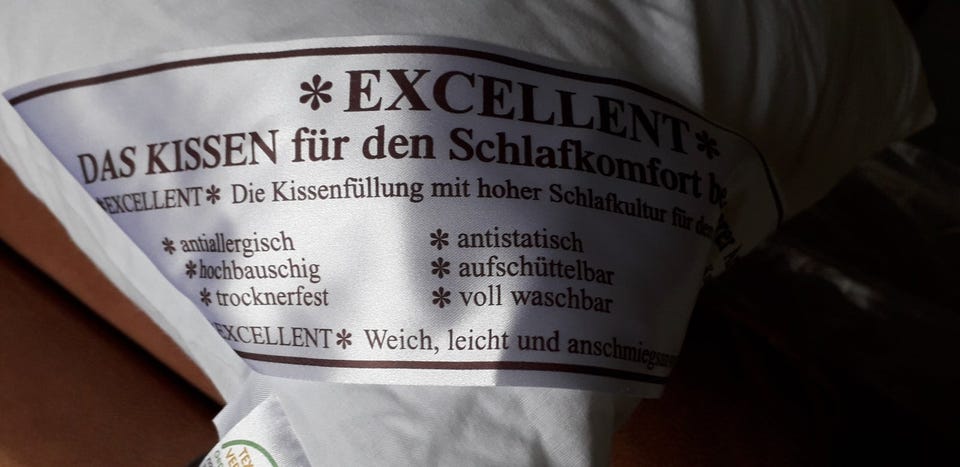 *EXCELLENT*
DAS KISSEN für den Schlafkomfort
*EXCELLENT* Die Kissenfüllung mit hoher Schlafkultur für den
* antiallergisch * antistatisch
* hochbauschig * aufschüttelbar
* trocknerfest * voll waschbar
EXCELLENT* Weich, leicht und